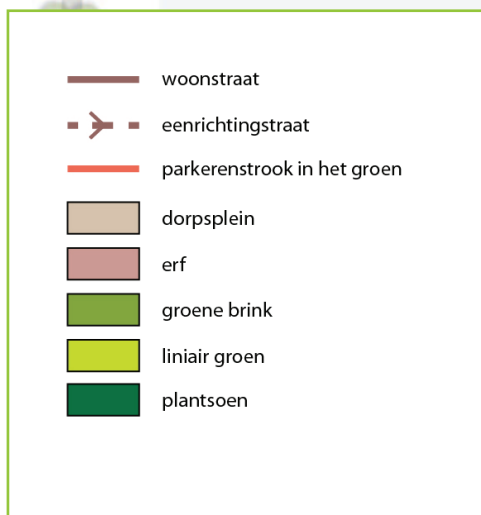 woonstraat
eenrichtingstraat
parkerenstrook in het groen
dorpsplein
erf
groene brink
liniair groen
plantsoen